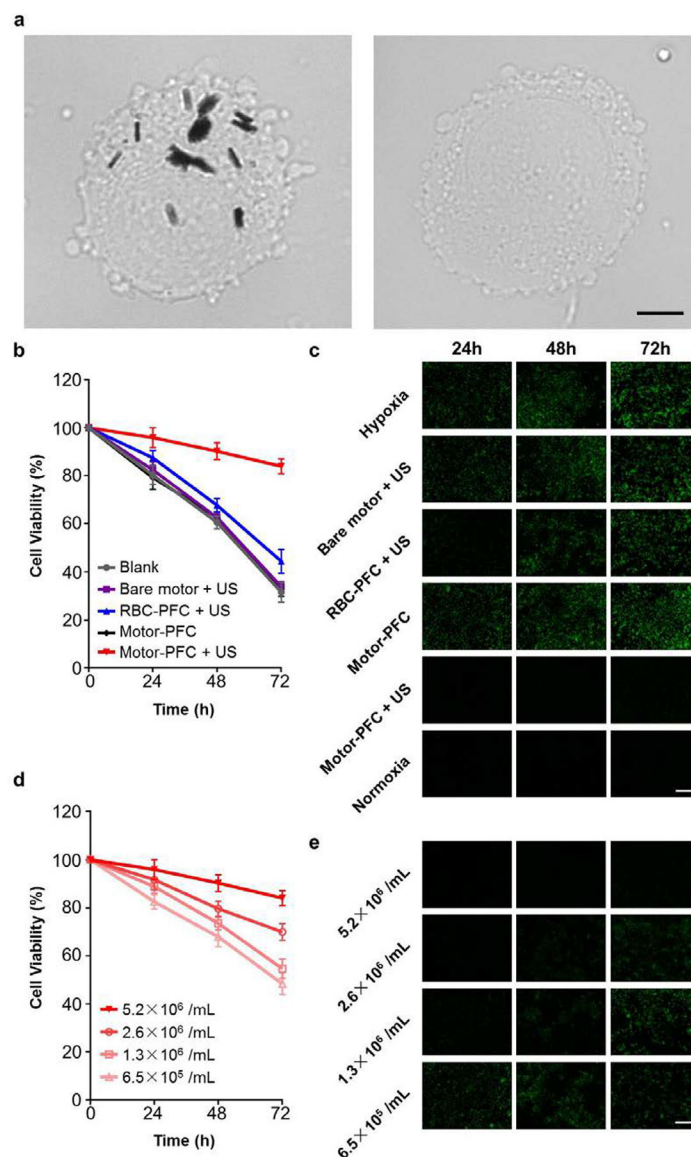 a
b
120
100
80
60
40
20
0
Cell Viability (%)
Blank
Bare motor + US
RBC-PFC + US
Motor-PFC
Motor-PFC + US
0 24 48 72
Time (h)
c
24h 48h 72h
Hypoxia
Bare motor + US
RBC-PFC + US
Motor-PFC
Motor-PFC + US
Normoxia
d
120
100
80
60
40
20
0
Cell Viability (%)
5.2×10⁶ /mL
2.6×10⁶ /mL
1.3×10⁶ /mL
6.5×10⁵ /mL
0 24 48 72
Time (h)
e
5.2×10⁶ /mL
2.6×10⁶ /mL
1.3×10⁶ /mL
6.5×10⁵ /mL